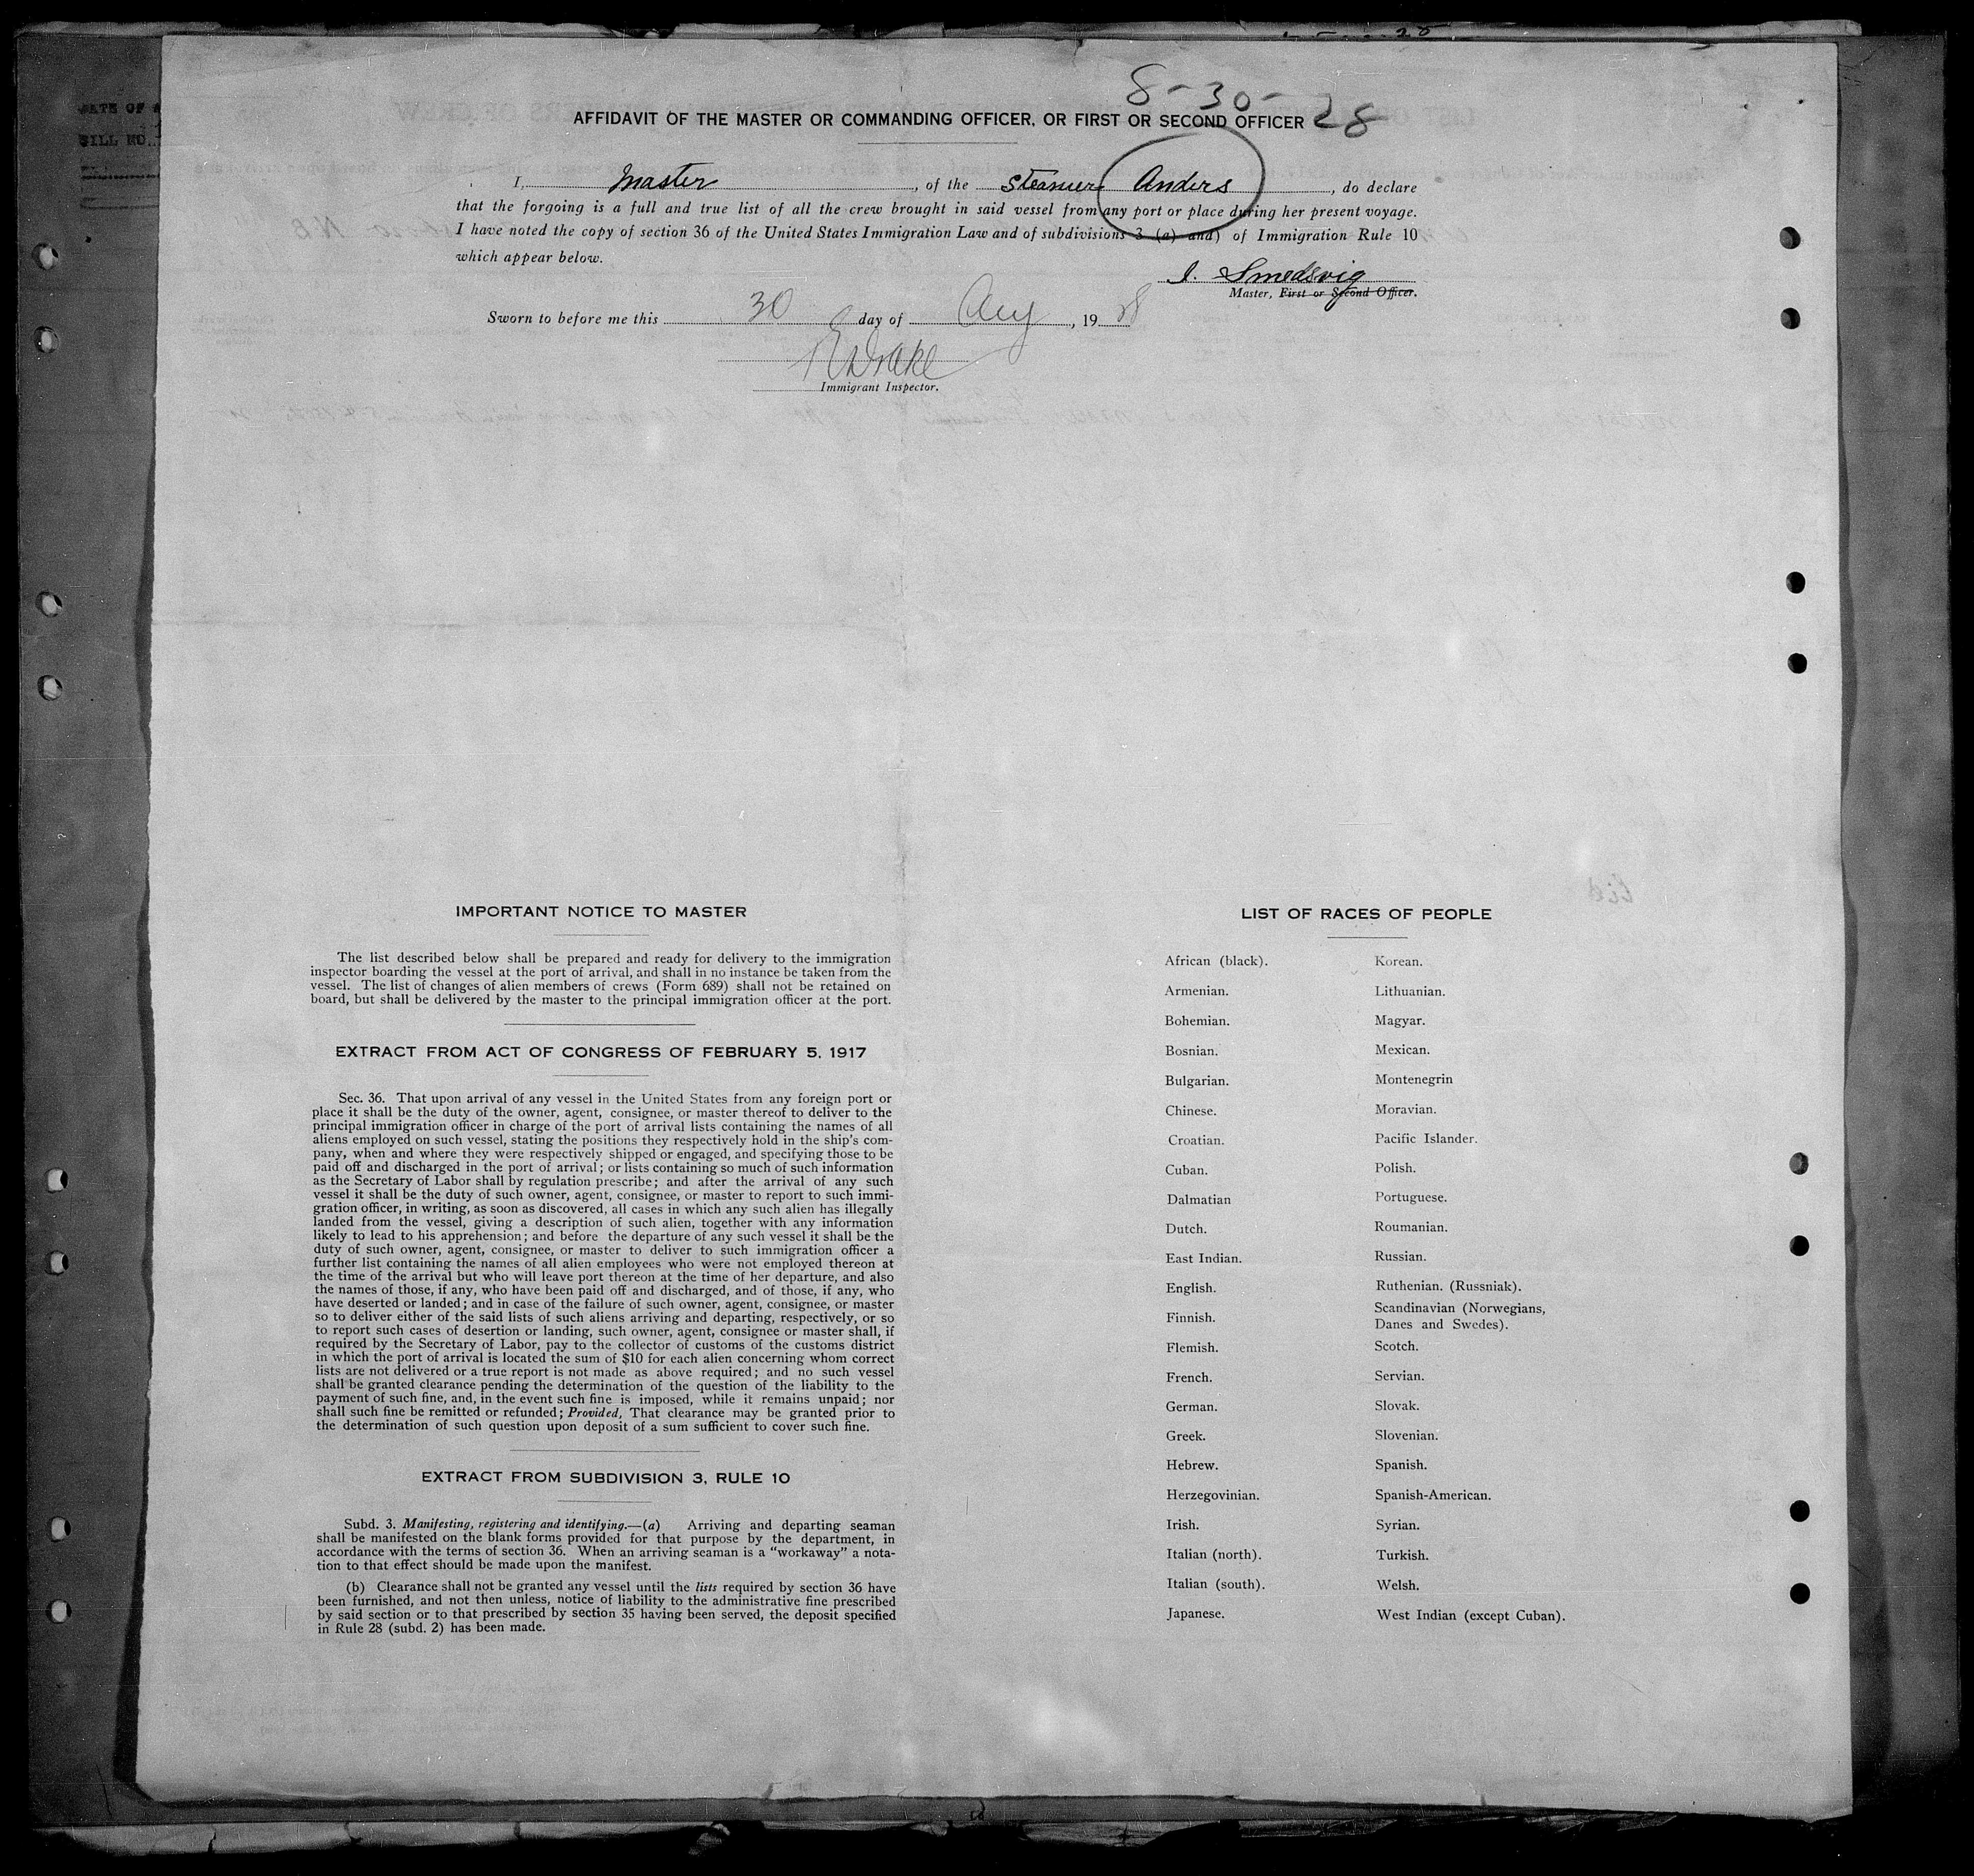 8-30-28
AFFIDAVIT OF THE MASTER OR COMMANDING OFFICER, OR FIRST OR SECOND OFFICER
I, Master, of the Steamer Anders, do declare
that the forgoing is a full and true list of all the crew brought in said vessel from any port or place during her present voyage.
I have noted the copy of section 36 of the United States Immigration Law and of subdivisions 3 (a) and) of Immigration Rule 10
which appear below.
I. Smedsvig
Master, First or Second Officer.
Sworn to before me this 30 day of Aug, 1928
Drake
Immigrant Inspector.
DATE OF
BILL NO.
IMPORTANT NOTICE TO MASTER
The list described below shall be prepared and ready for delivery to the immigration
inspector boarding the vessel at the port of arrival, and shall in no instance be taken from the
vessel. The list of changes of alien members of crews (Form 689) shall not be retained on
board, but shall be delivered by the master to the principal immigration officer at the port.
EXTRACT FROM ACT OF CONGRESS OF FEBRUARY 5, 1917
Sec. 36. That upon arrival of any vessel in the United States from any foreign port or
place it shall be the duty of the owner, agent, consignee, or master thereof to deliver to the
principal immigration officer in charge of the port of arrival lists containing the names of all
aliens employed on such vessel, stating the positions they respectively hold in the ship's com-
pany, when and where they were respectively shipped or engaged, and specifying those to be
paid off and discharged in the port of arrival; or lists containing so much of such information
as the Secretary of Labor shall by regulation prescribe; and after the arrival of any such
vessel it shall be the duty of such owner, agent, consignee, or master to report to such immi-
gration officer, in writing, as soon as discovered, all cases in which any such alien has illegally
landed from the vessel, giving a description of such alien, together with any information
likely to lead to his apprehension; and before the departure of any such vessel it shall be the
duty of such owner, agent, consignee, or master to deliver to such immigration officer a
further list containing the names of all alien employees who were not employed thereon at
the time of the arrival but who will leave port thereon at the time of her departure, and also
the names of those, if any, who have been paid off and discharged, and of those, if any, who
have deserted or landed; and in case of the failure of such owner, agent, consignee, or master
so to deliver either of the said lists of such aliens arriving and departing, respectively, or so
to report such cases of desertion or landing, such owner, agent, consignee or master shall, if
required by the Secretary of Labor, pay to the collector of customs of the customs district
in which the port of arrival is located the sum of $10 for each alien concerning whom correct
lists are not delivered or a true report is not made as above required; and no such vessel
shall be granted clearance pending the determination of the question of the liability to the
payment of such fine, and, in the event such fine is imposed, while it remains unpaid; nor
shall such fine be remitted or refunded; Provided, That clearance may be granted prior to
the determination of such question upon deposit of a sum sufficient to cover such fine.
EXTRACT FROM SUBDIVISION 3, RULE 10
Subd. 3. Manifesting, registering and identifying.—(a) Arriving and departing seaman
shall be manifested on the blank forms provided for that purpose by the department, in
accordance with the terms of section 36. When an arriving seaman is a "workaway" a nota-
tion to that effect should be made upon the manifest.
(b) Clearance shall not be granted any vessel until the lists required by section 36 have
been furnished, and not then unless, notice of liability to the administrative fine prescribed
by said section or to that prescribed by section 35 having been served, the deposit specified
in Rule 28 (subd. 2) has been made.
LIST OF RACES OF PEOPLE
African (black).
Armenian.
Bohemian.
Bosnian.
Bulgarian.
Chinese.
Croatian.
Cuban.
Dalmatian
Dutch.
East Indian.
English.
Finnish.
Flemish.
French.
German.
Greek.
Hebrew.
Herzegovinian.
Irish.
Italian (north).
Italian (south).
Japanese.
Korean.
Lithuanian.
Magyar.
Mexican.
Montenegrin
Moravian.
Pacific Islander.
Polish.
Portuguese.
Roumanian.
Russian.
Ruthenian. (Russniak).
Scandinavian (Norwegians,
Danes and Swedes).
Scotch.
Servian.
Slovak.
Slovenian.
Spanish.
Spanish-American.
Syrian.
Turkish.
Welsh.
West Indian (except Cuban).